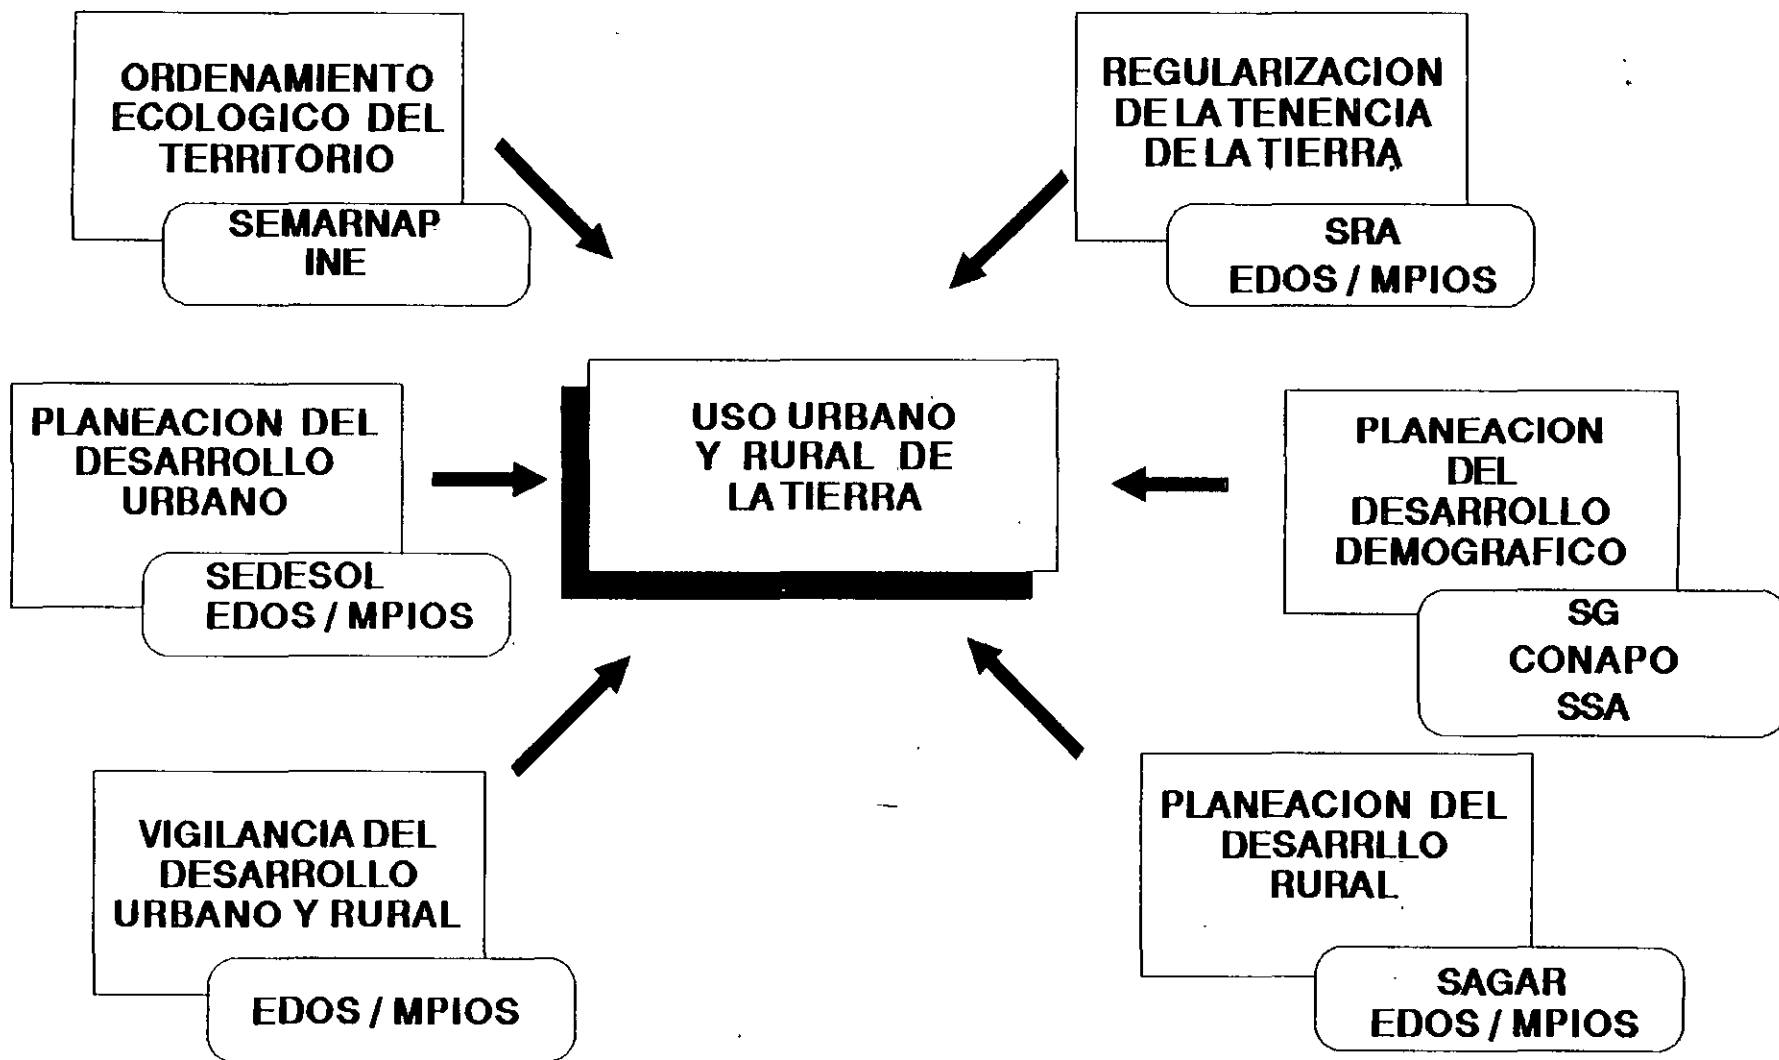 ORDENAMIENTO
ECOLOGICO DEL
TERRITORIO
SEMARNAP
INE
REGULARIZACION
DE LA TENENCIA
DE LA TIERRA
SRA
EDOS / MPIOS
PLANEACION DEL
DESARROLLO
URBANO
SEDESOL
EDOS / MPIOS
USO URBANO
Y RURAL DE
LA TIERRA
PLANEACION
DEL
DESARROLLO
DEMOGRAFICO
SG
CONAPO
SSA
VIGILANCIA DEL
DESARROLLO
URBANO Y RURAL
EDOS / MPIOS
PLANEACION DEL
DESARRLLO
RURAL
SAGAR
EDOS / MPIOS